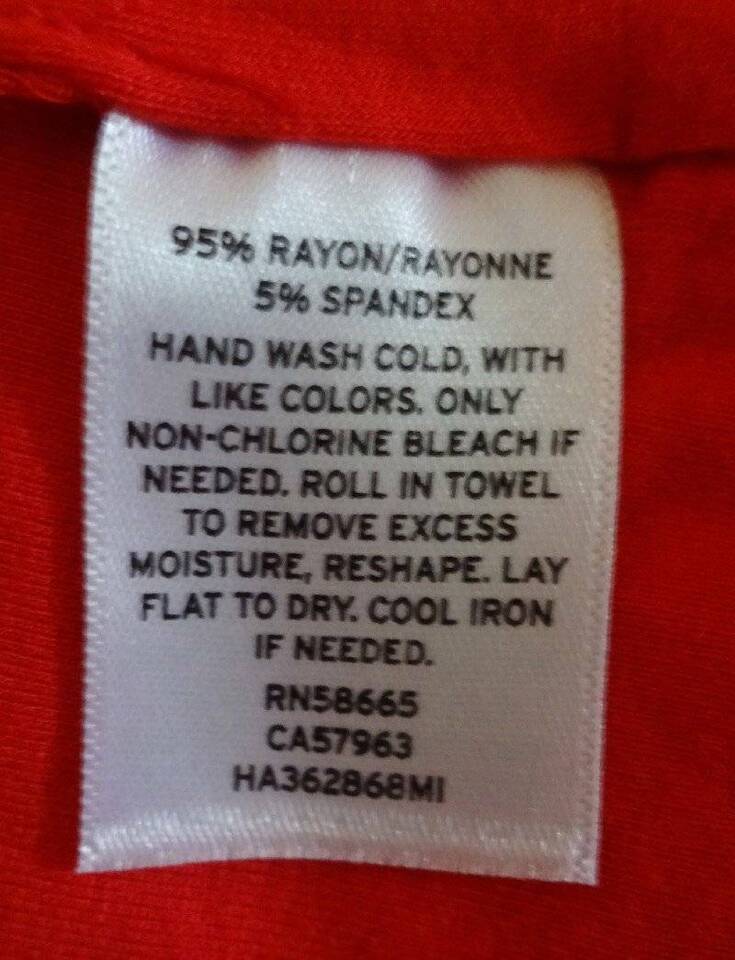 95% RAYON/RAYONNE
5% SPANDEX
HAND WASH COLD, WITH
LIKE COLORS. ONLY
NON-CHLORINE BLEACH IF
NEEDED. ROLL IN TOWEL
TO REMOVE EXCESS
MOISTURE, RESHAPE. LAY
FLAT TO DRY. COOL IRON
IF NEEDED.
RN58665
CA57963
HA362868MI